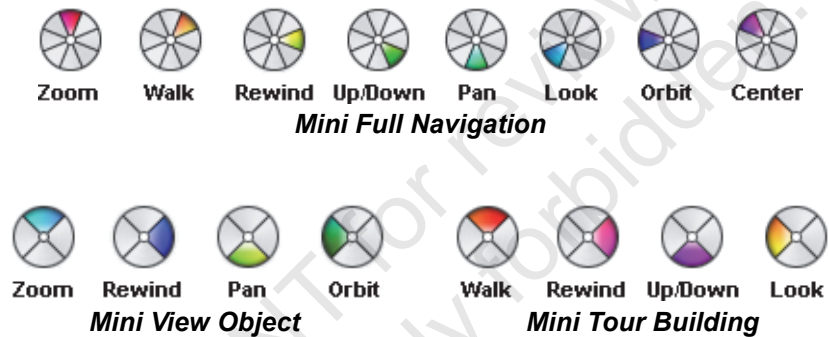 Zoom Walk Rewind Up/Down Pan Look Orbit Center
Mini Full Navigation
Zoom Rewind Pan Orbit Walk Rewind Up/Down Look
Mini View Object Mini Tour Building